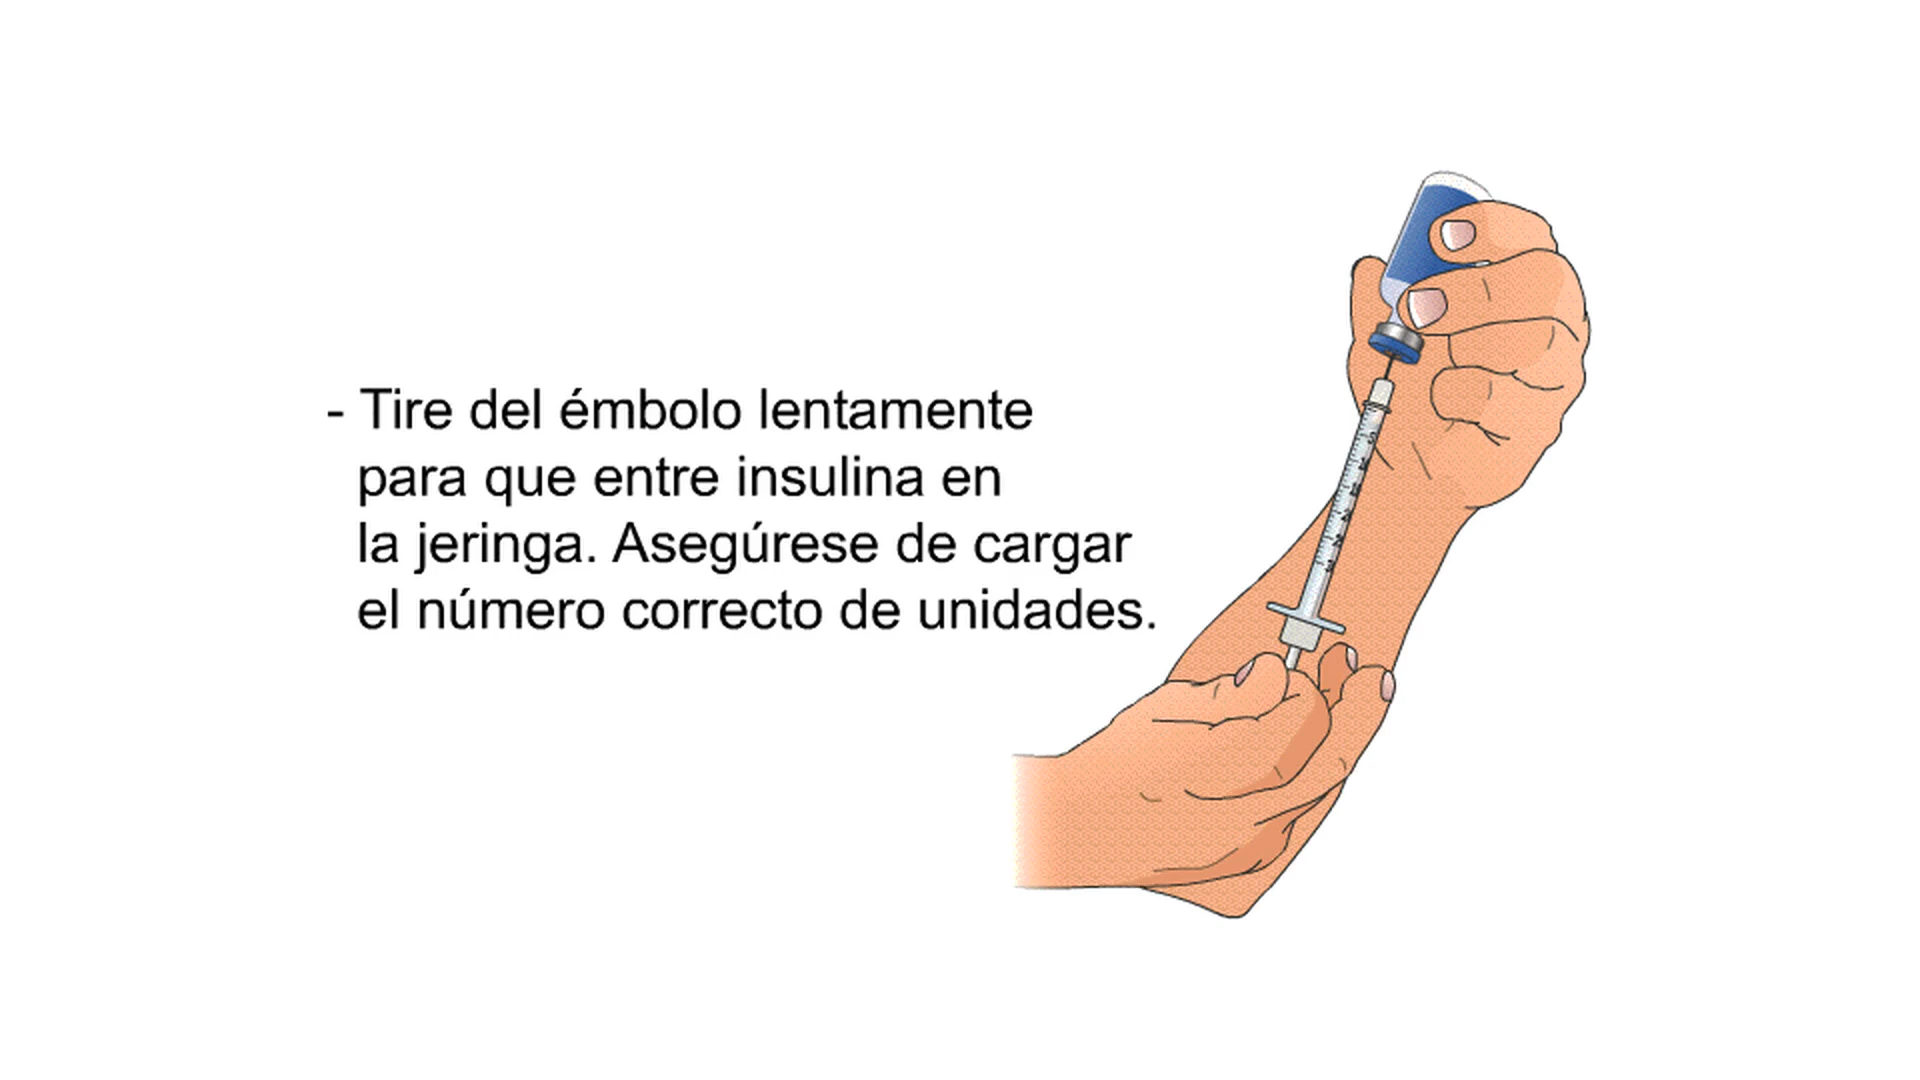 - Tire del émbolo lentamente
para que entre insulina en
la jeringa. Asegúrese de cargar
el número correcto de unidades.